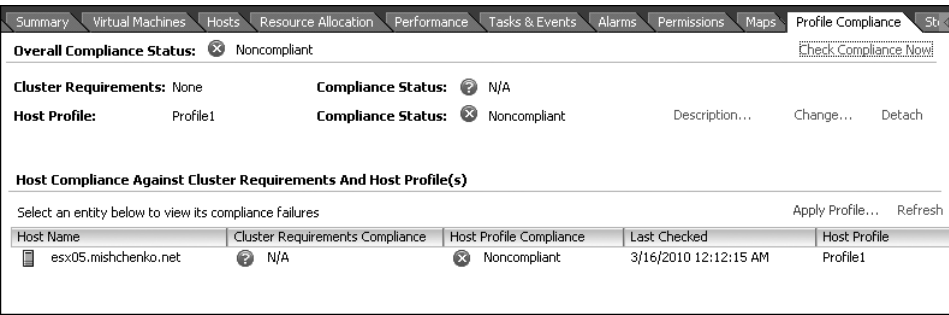 Summary Virtual Machines Hosts Resource Allocation Performance Tasks & Events Alarms Permissions Maps Profile Compliance
Overall Compliance Status: Noncompliant Check Compliance Now
Cluster Requirements: None Compliance Status: N/A
Host Profile: Profile1 Compliance Status: Noncompliant Description... Change... Detach
Host Compliance Against Cluster Requirements And Host Profile(s)
Select an entity below to view its compliance failures Apply Profile... Refresh
Host Name Cluster Requirements Compliance Host Profile Compliance Last Checked Host Profile
esx05.mishchenko.net N/A Noncompliant 3/16/2010 12:12:15 AM Profile1